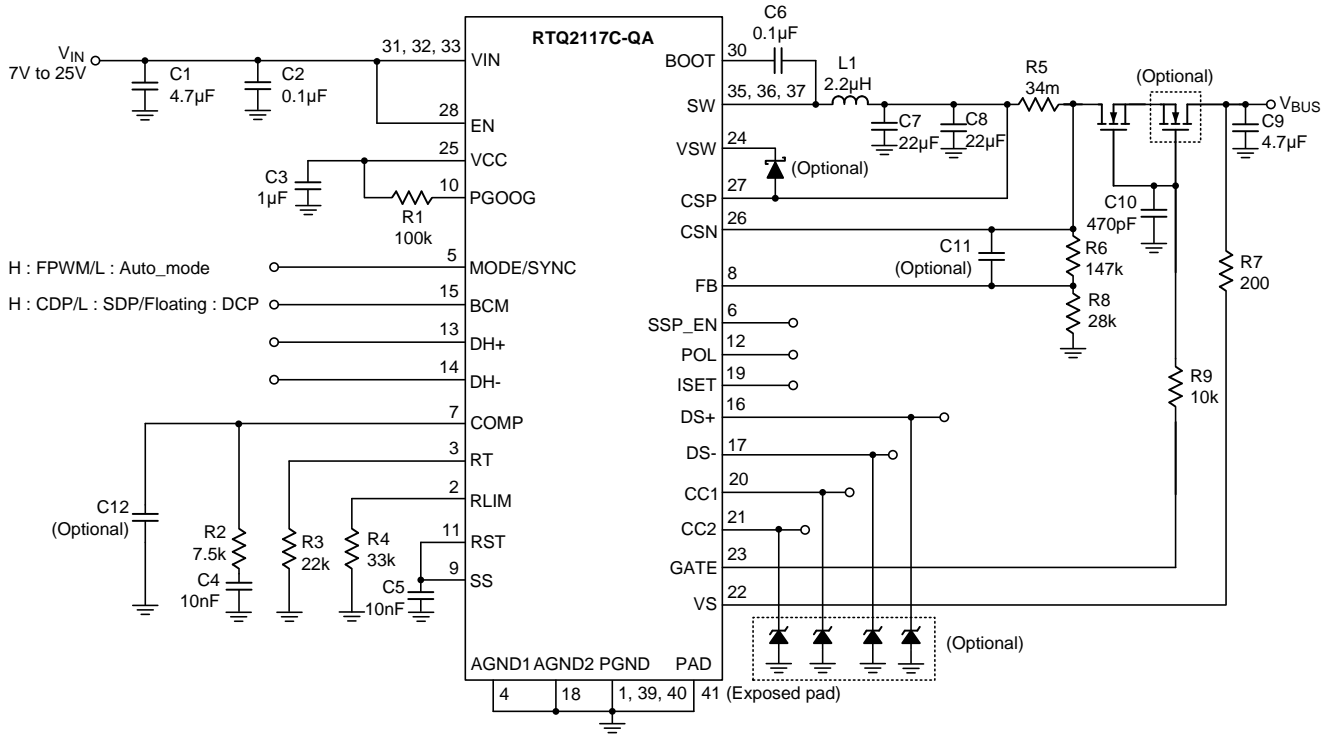 RTQ2117C-QA
VIN
7V to 25V
C1
4.7µF
C2
0.1µF
31, 32, 33
VIN
28
EN
25
VCC
C3
1µF
10
PGOOG
R1
100k
H : FPWM/L : Auto_mode
5
MODE/SYNC
H : CDP/L : SDP/Floating : DCP
15
BCM
13
DH+
14
DH-
7
COMP
3
RT
2
RLIM
11
RST
9
SS
C12
(Optional)
R2
7.5k
C4
10nF
R3
22k
R4
33k
C5
10nF
AGND1 AGND2 PGND PAD
4
18
1, 39, 40
41 (Exposed pad)
BOOT
30
C6
0.1µF
SW
35, 36, 37
L1
2.2µH
C7
22µF
C8
22µF
R5
34m
(Optional)
VBUS
C9
4.7µF
VSW
24
(Optional)
CSP
27
CSN
26
C11
(Optional)
C10
470pF
R6
147k
FB
8
R8
28k
R7
200
SSP_EN
6
POL
12
ISET
19
DS+
16
DS-
17
CC1
20
CC2
21
GATE
23
VS
22
R9
10k
(Optional)